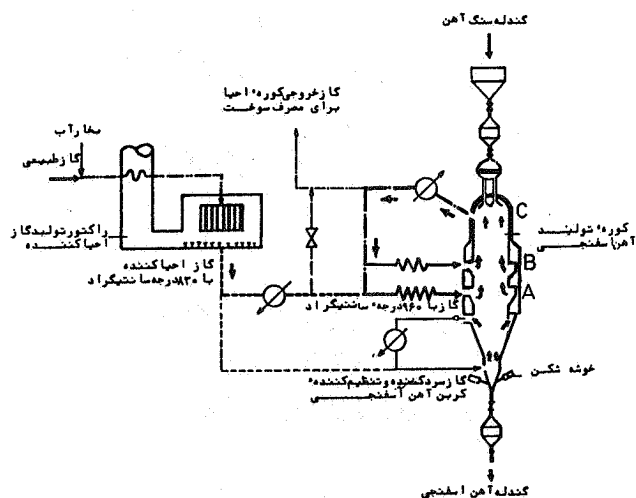 گندله سنگ آهن
گاز خروجی کوره احیا
برای مصرف سوخت
بخار آب
گاز طبیعی
راکتور تولید گاز
احیا کننده
C
کوره تولید
آهن اسفنجی
B
A
گاز احیا کننده
با ۸۳۰ درجه سانتیگراد
گاز با ۹۶۰ درجه سانتیگراد
گاز سرد کننده و تنظیم کننده
کربن آهن اسفنجی
خوشه شکن
گندله آهن اسفنجی